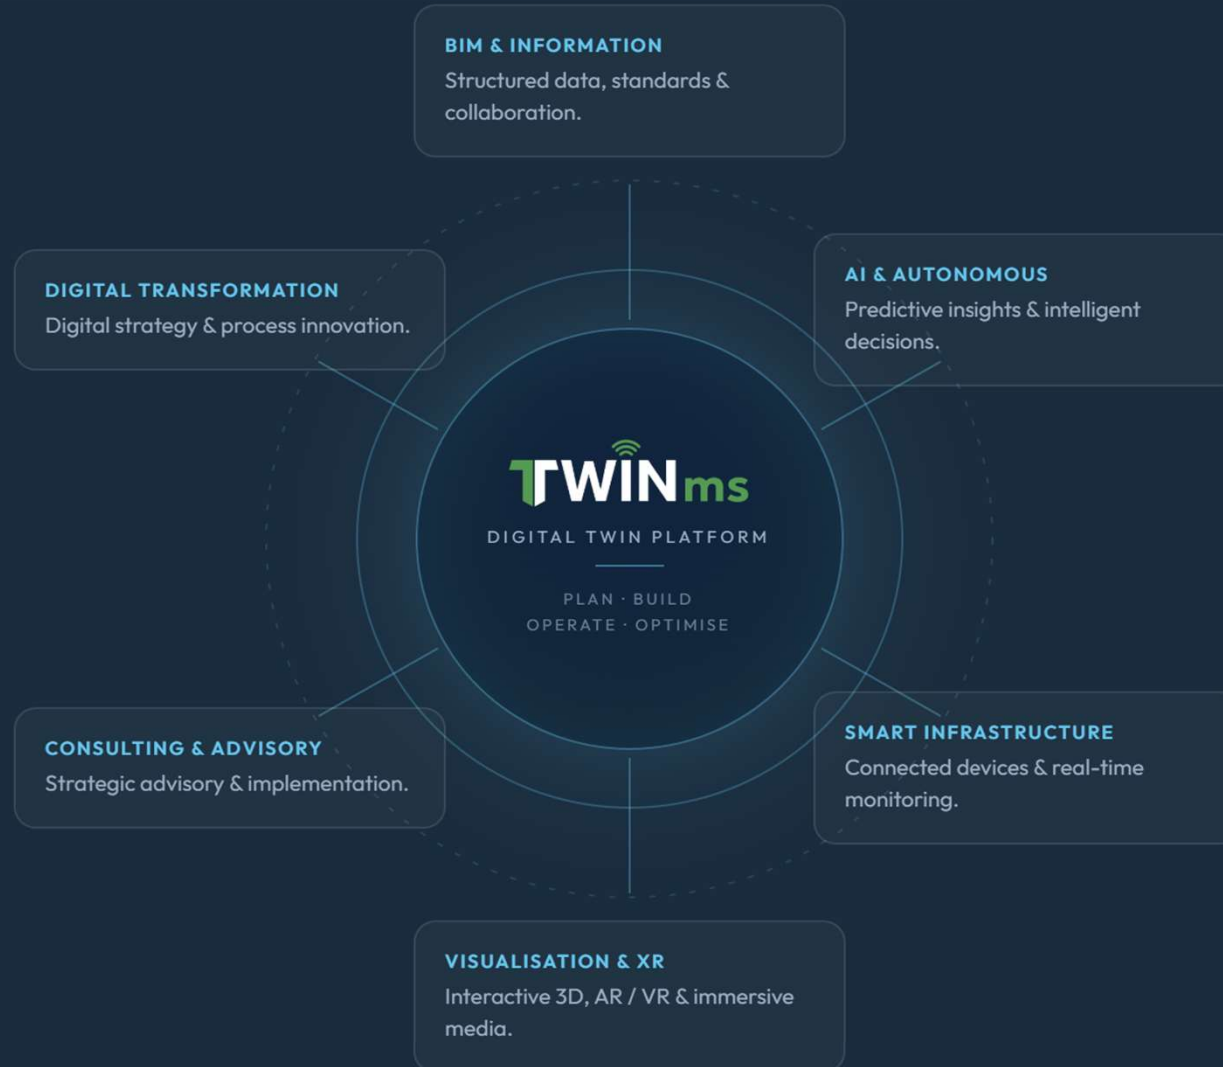 BIM & INFORMATION
Structured data, standards &
collaboration.
DIGITAL TRANSFORMATION
Digital strategy & process innovation.
AI & AUTONOMOUS
Predictive insights & intelligent
decisions.
TWINms
DIGITAL TWIN PLATFORM
PLAN · BUILD
OPERATE · OPTIMISE
CONSULTING & ADVISORY
Strategic advisory & implementation.
SMART INFRASTRUCTURE
Connected devices & real-time
monitoring.
VISUALISATION & XR
Interactive 3D, AR / VR & immersive
media.